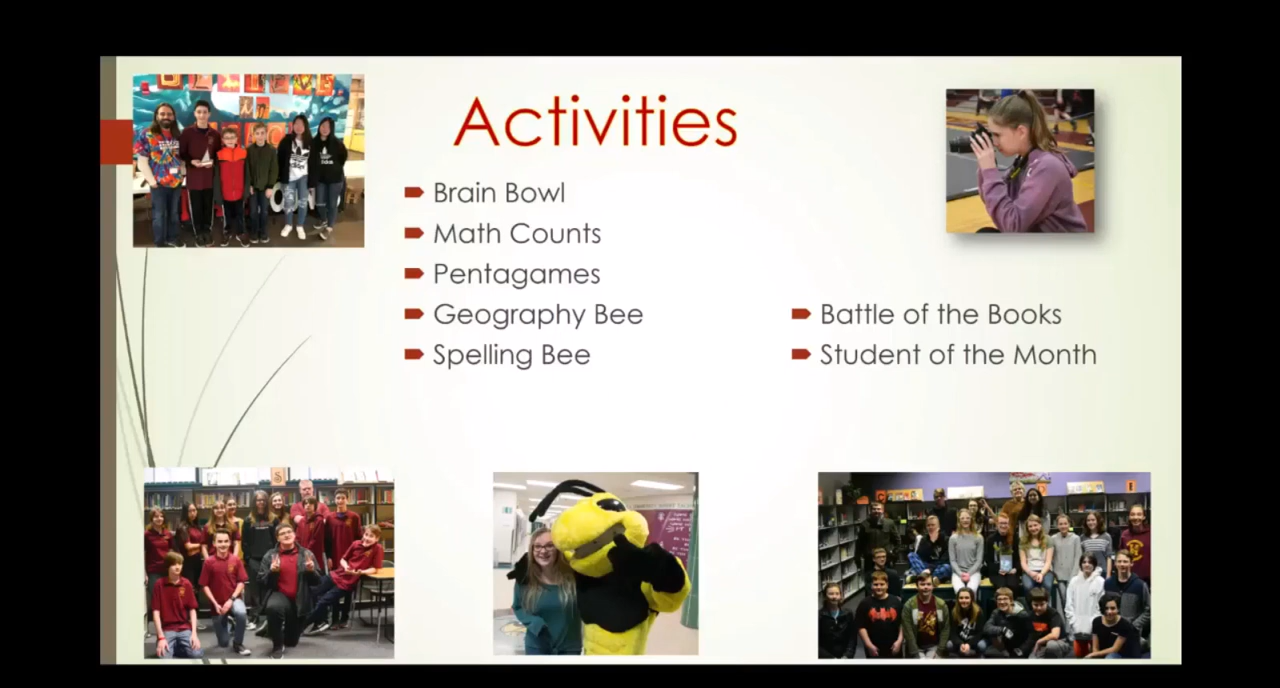 Activities
Brain Bowl
Math Counts
Pentagames
Geography Bee
Spelling Bee
Battle of the Books
Student of the Month